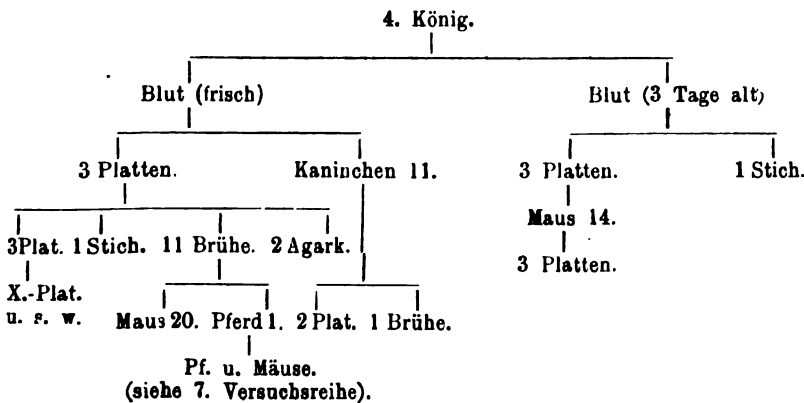 4. König.
Blut (frisch) Blut (3 Tage alt)
3 Platten. Kaninchen 11. 3 Platten. 1 Stich.
Maus 14.
3 Plat. 1 Stich. 11 Brühe. 2 Agark.
3 Platten.
X.-Plat.
u. s. w. Maus 20. Pferd 1. 2 Plat. 1 Brühe.
Pf. u. Mäuse.
(siehe 7. Versuchsreihe).